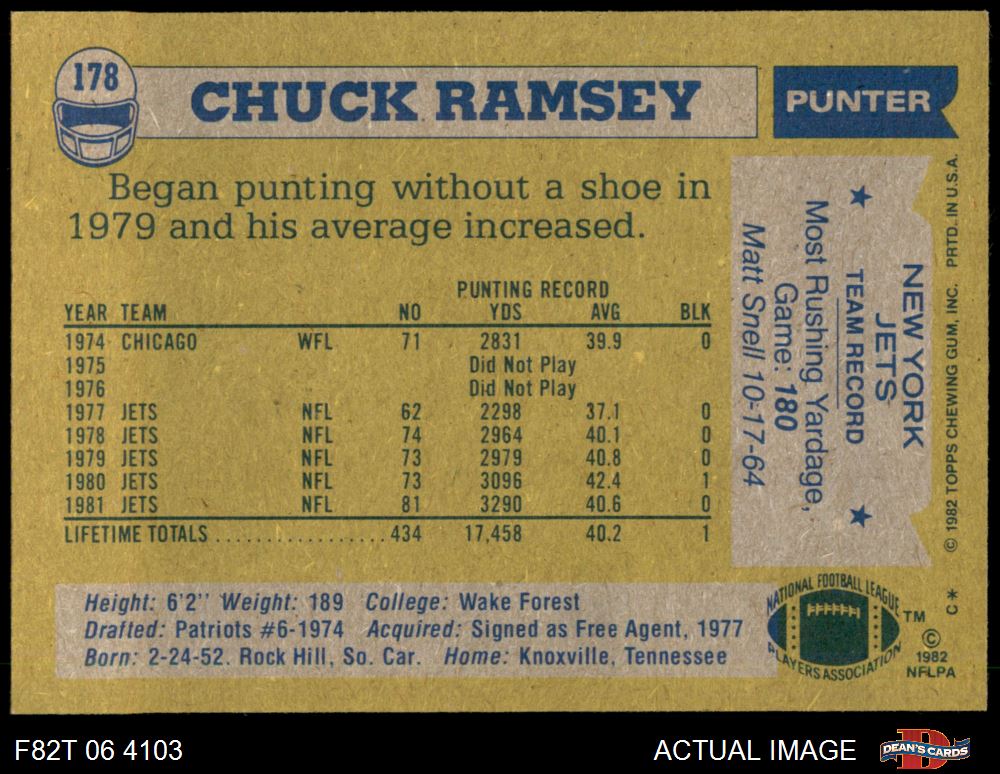 178
CHUCK RAMSEY
PUNTER
Began punting without a shoe in
1979 and his average increased.
PUNTING RECORD
YEAR TEAM NO YDS AVG BLK
1974 CHICAGO WFL 71 2831 39.9 0
1975 Did Not Play
1976 Did Not Play
1977 JETS NFL 62 2298 37.1 0
1978 JETS NFL 74 2964 40.1 0
1979 JETS NFL 73 2979 40.8 0
1980 JETS NFL 73 3096 42.4 1
1981 JETS NFL 81 3290 40.6 0
LIFETIME TOTALS................. 434 17,458 40.2 1
Height: 6'2" Weight: 189 College: Wake Forest
Drafted: Patriots #6-1974 Acquired: Signed as Free Agent, 1977
Born: 2-24-52. Rock Hill, So. Car. Home: Knoxville, Tennessee
NEW YORK
JETS
★ TEAM RECORD ★
Most Rushing Yardage,
Game: 180
Matt Snell 10-17-64
© 1982 TOPPS CHEWING GUM, INC. PRTD. IN U.S.A.
C*
NATIONAL FOOTBALL LEAGUE
PLAYERS ASSOCIATION
TM
©
1982
NFLPA
F82T 06 4103
ACTUAL IMAGE
DEAN'S CARDS